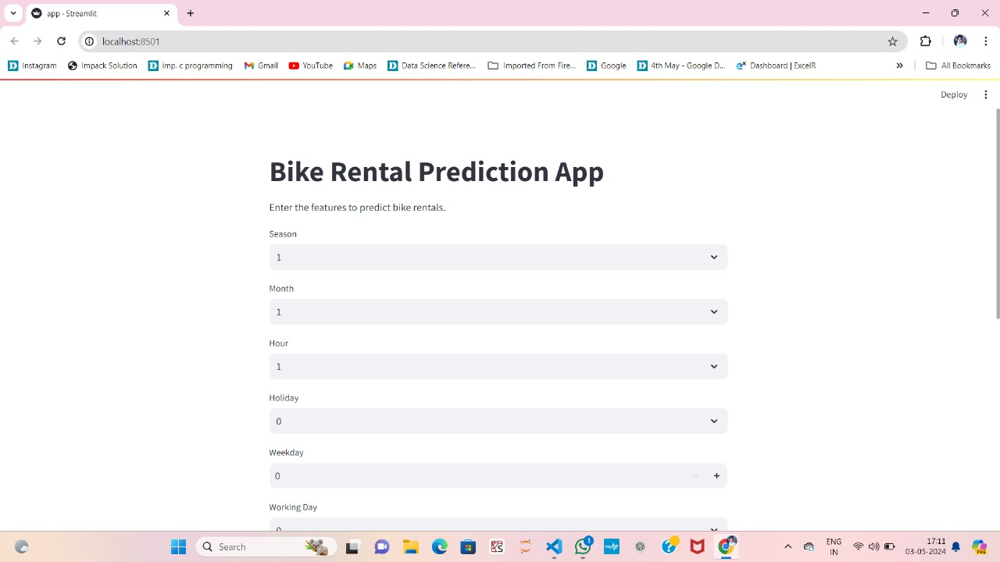 app · Streamlit
localhost:8501
Instagram Impack Solution imp. c programming Gmail YouTube Maps Data Science Refere... Imported From Fire... Google 4th May - Google D... Dashboard | ExcelR » All Bookmarks
Deploy
Bike Rental Prediction App
Enter the features to predict bike rentals.
Season
1
Month
1
Hour
1
Holiday
0
Weekday
0
Working Day
0
Search
1
ENG
IN
17:11
03-05-2024